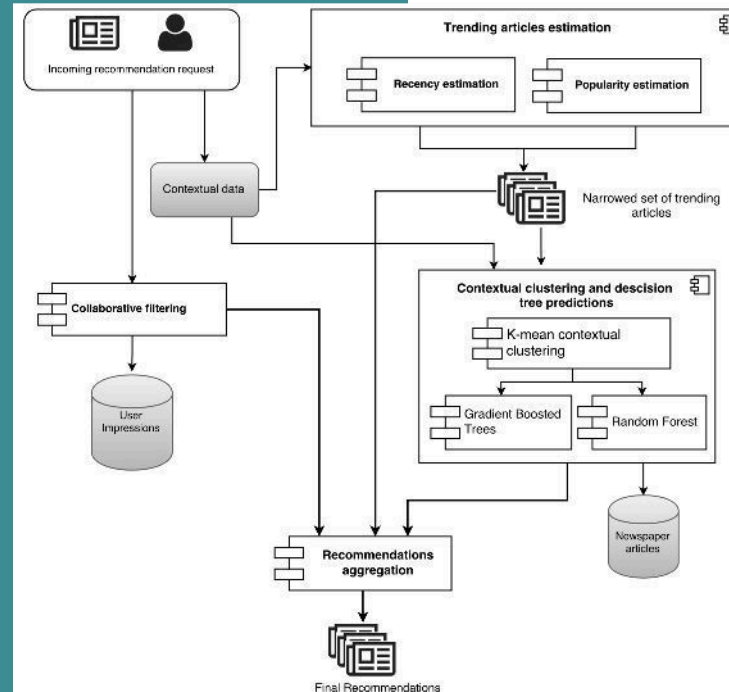 Trending articles estimation
Incoming recommendation request
Recency estimation
Popularity estimation
Contextual data
Narrowed set of trending
articles
Collaborative filtering
Contextual clustering and descision
tree predictions
K-mean contextual
clustering
Gradient Boosted
Trees
Random Forest
User
Impressions
Newspaper
articles
Recommendations
aggregation
Final Recommendations